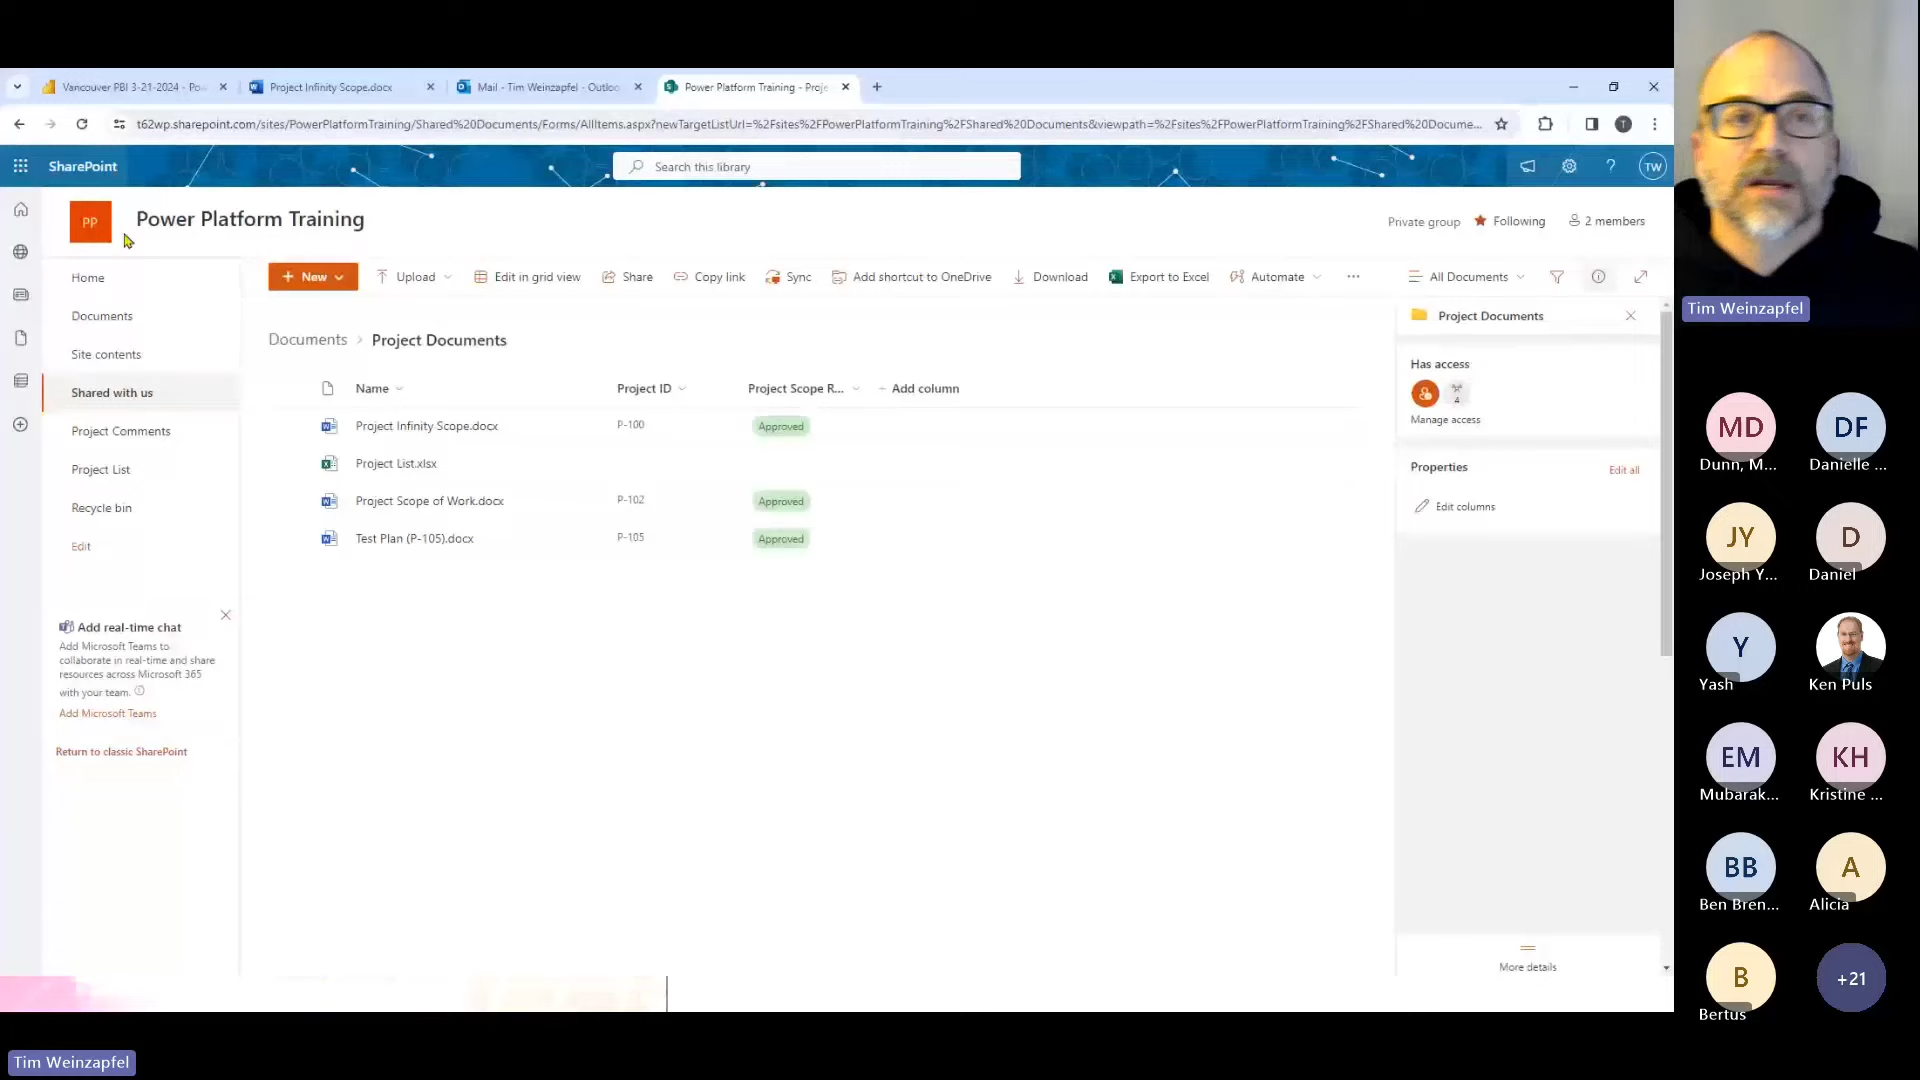 Vancouver PBI 3-21-2024 - Po
Project Infinity Scope.docx
Mail - Tim Weinzapfel - Outloo
Power Platform Training - Proje
t62wp.sharepoint.com/sites/PowerPlatformTraining/Shared%20Documents/Forms/AllItems.aspx?newTargetListUrl=%2Fsites%2FPowerPlatformTraining%2FShared%20Documents&viewpath=%2Fsites%2FPowerPlatformTraining%2FShared%20Docume...
T
SharePoint
Search this library
?
TW
PP
Power Platform Training
Private group
Following
2 members
Home
Documents
Site contents
Shared with us
Project Comments
Project List
Recycle bin
Edit
Add real-time chat
Add Microsoft Teams to
collaborate in real-time and share
resources across Microsoft 365
with your team.
Add Microsoft Teams
Return to classic SharePoint
+ New
Upload
Edit in grid view
Share
Copy link
Sync
Add shortcut to OneDrive
Download
Export to Excel
Automate
...
All Documents
Documents > Project Documents
Name
Project ID
Project Scope R...
+ Add column
Project Infinity Scope.docx
P-100
Approved
Project List.xlsx
Project Scope of Work.docx
P-102
Approved
Test Plan (P-105).docx
P-105
Approved
Project Documents
Has access
4
Manage access
Properties
Edit all
Edit columns
More details
Tim Weinzapfel
MD
Dunn, M...
DF
Danielle ...
JY
Joseph Y...
D
Daniel
Y
Yash
Ken Puls
EM
Mubarak...
KH
Kristine ...
BB
Ben Bren...
A
Alicia
B
Bertus
+21
Tim Weinzapfel